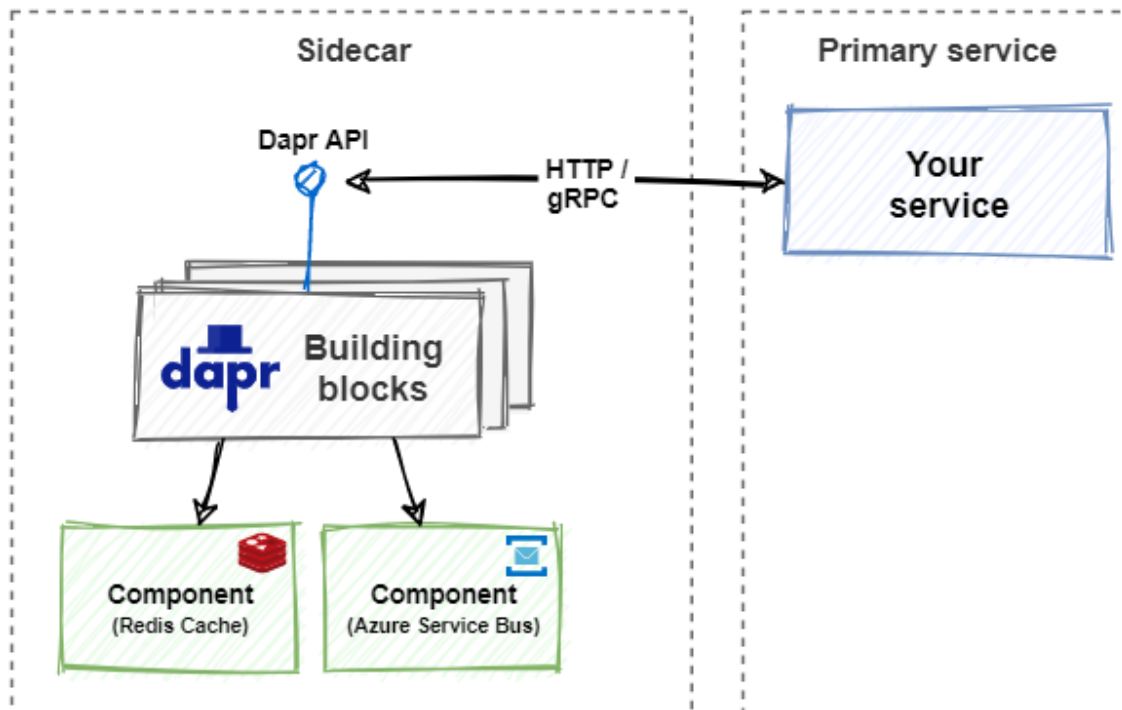 Sidecar
Primary service
Dapr API
HTTP /
gRPC
Your
service
dapr
Building
blocks
Component
(Redis Cache)
Component
(Azure Service Bus)